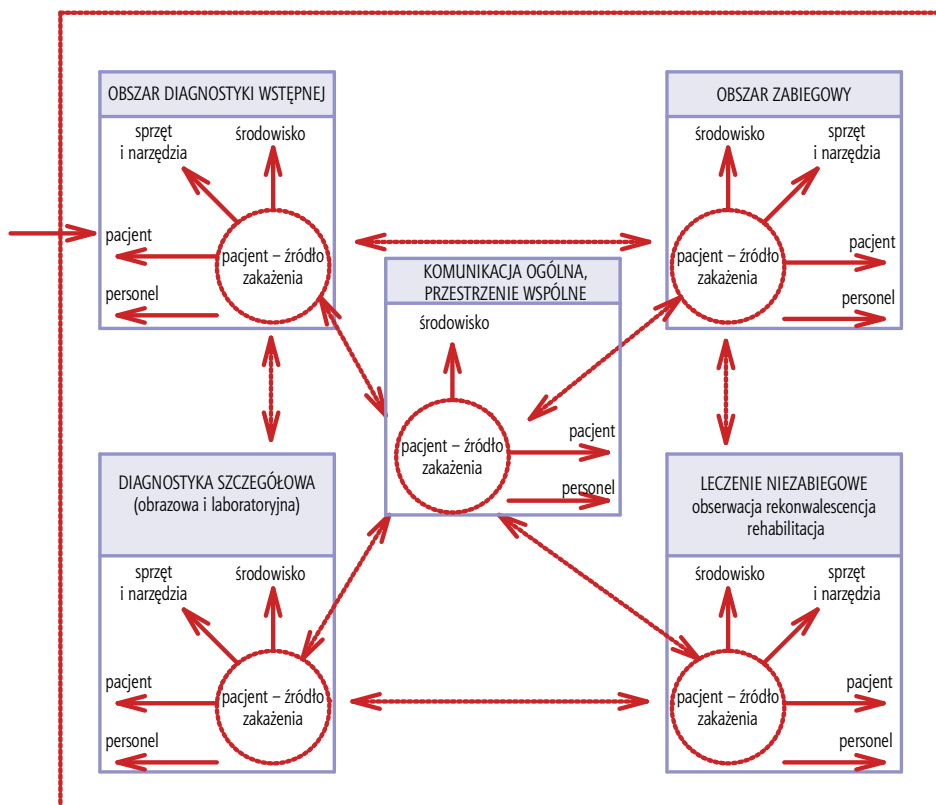 OBSZAR DIAGNOSTYKI WSTĘPNEJ
sprzęt
i narzędzia
środowisko
pacjent
personel
pacjent – źródło
zakażenia
OBSZAR ZABIEGOWY
środowisko
sprzęt
i narzędzia
pacjent – źródło
zakażenia
pacjent
personel
KOMUNIKACJA OGÓLNA,
PRZESTRZENIE WSPÓLNE
środowisko
pacjent – źródło
zakażenia
pacjent
personel
DIAGNOSTYKA SZCZEGÓŁOWA
(obrazowa i laboratoryjna)
sprzęt
i narzędzia
środowisko
pacjent
personel
pacjent – źródło
zakażenia
LECZENIE NIEZABIEGOWE
obserwacja rekonwalescencja
rehabilitacja
środowisko
sprzęt
i narzędzia
pacjent – źródło
zakażenia
pacjent
personel